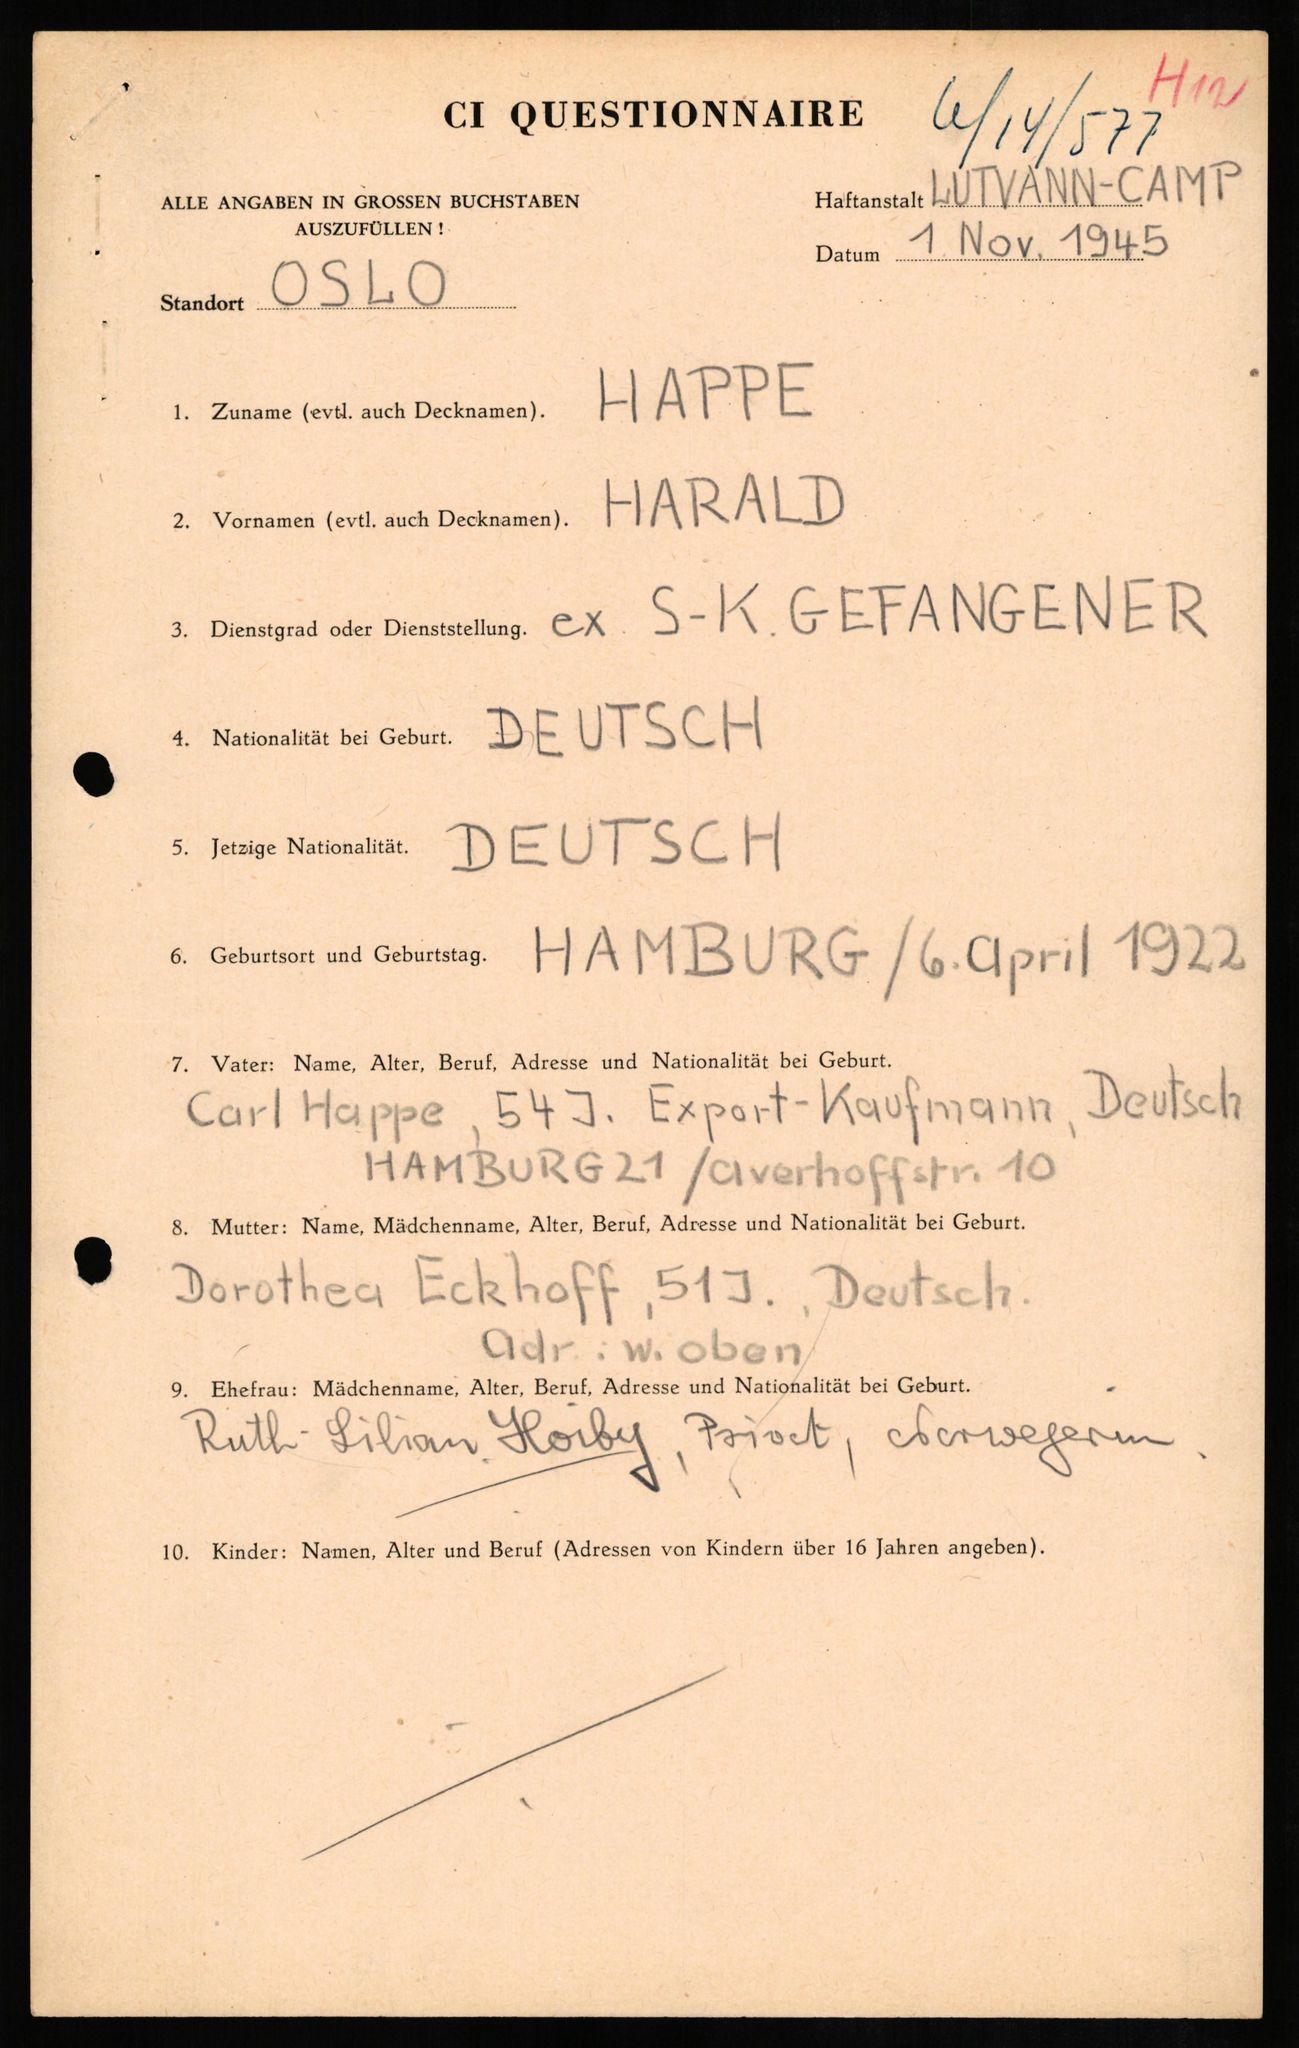 H12
CI QUESTIONNAIRE
/14/577
ALLE ANGABEN IN GROSSEN BUCHSTABEN
AUSZUFÜLLEN!
Haftanstalt LUTVANN-CAMP
Datum 1. Nov. 1945
Standort OSLO
1. Zuname (evtl. auch Decknamen). HAPPE
2. Vornamen (evtl. auch Decknamen). HARALD
3. Dienstgrad oder Dienststellung. ex. S-K. GEFANGENER
4. Nationalität bei Geburt. DEUTSCH
5. Jetzige Nationalität. DEUTSCH
6. Geburtsort und Geburtstag. HAMBURG / 6. April 1922
7. Vater: Name, Alter, Beruf, Adresse und Nationalität bei Geburt.
Carl Happe, 54 J. Export-Kaufmann, Deutsch
HAMBURG 21 / Averhoffstr. 10
8. Mutter: Name, Mädchenname, Alter, Beruf, Adresse und Nationalität bei Geburt.
Dorothea Eckhoff, 51 J., Deutsch.
Adr.: w. oben
9. Ehefrau: Mädchenname, Alter, Beruf, Adresse und Nationalität bei Geburt.
Ruth-Lilian Hoiby, Privat, Norwegerin.
10. Kinder: Namen, Alter und Beruf (Adressen von Kindern über 16 Jahren angeben).